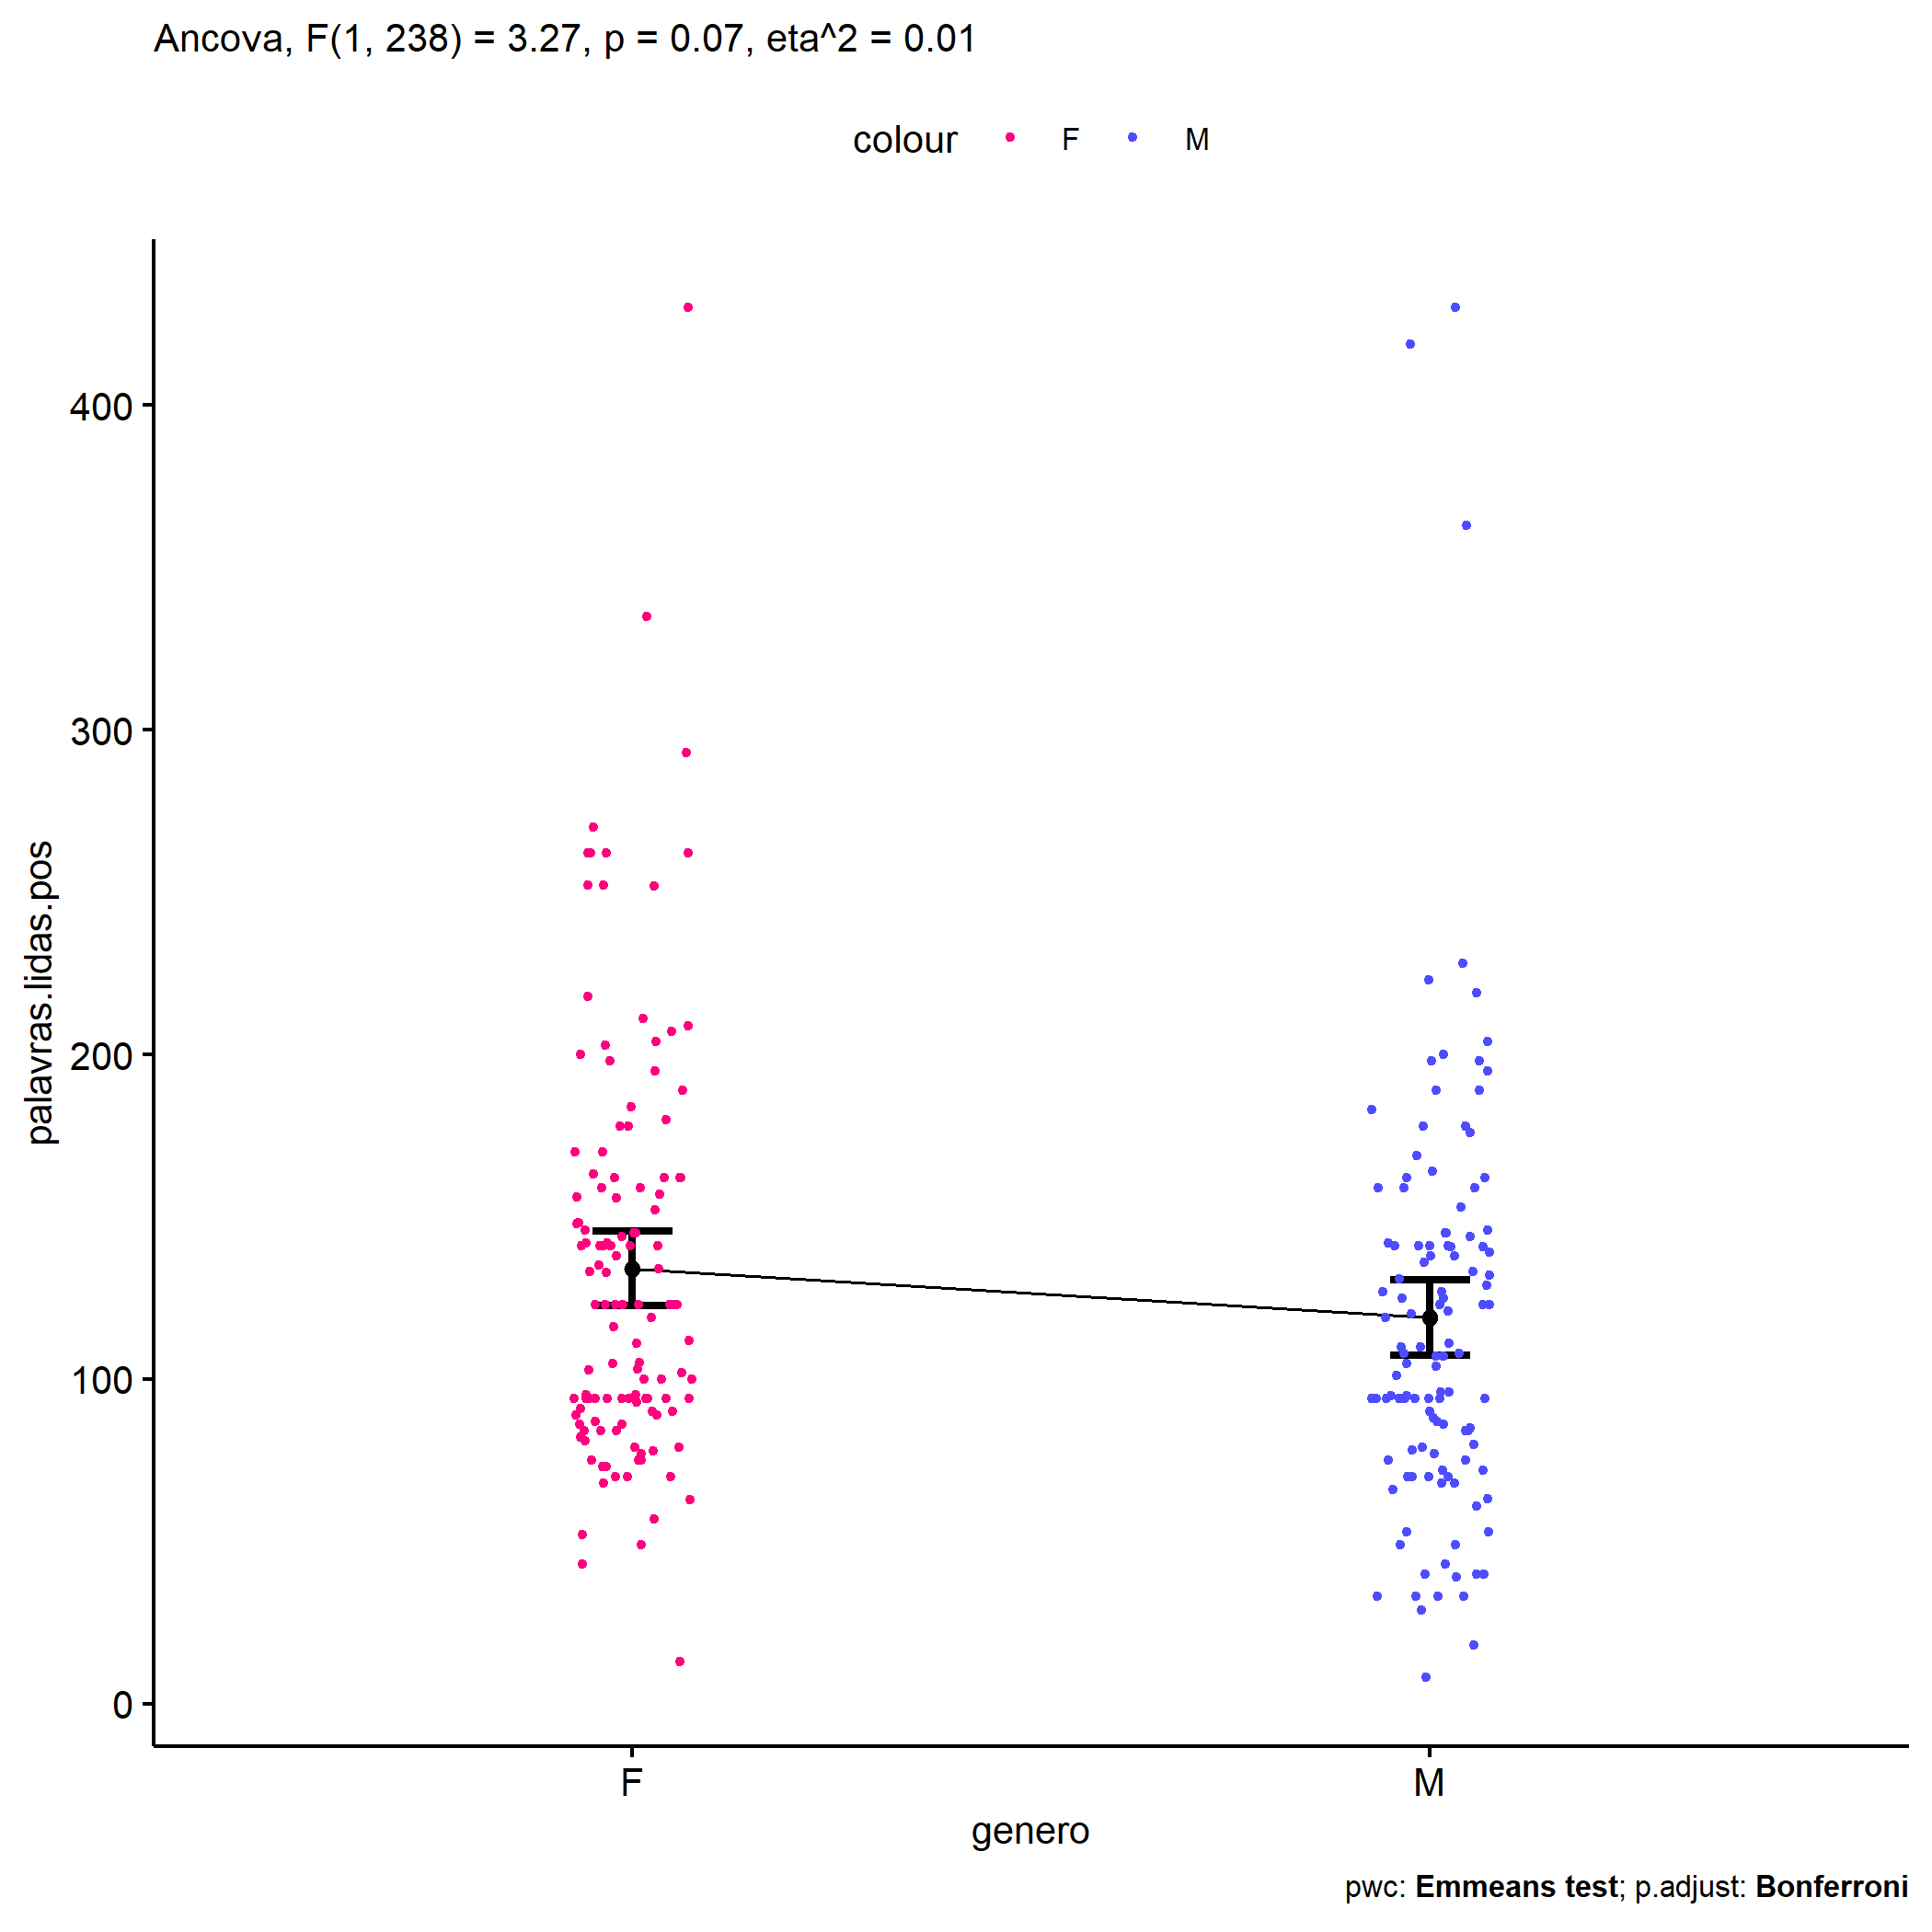 Ancova, F(1, 238) = 3.27, p = 0.07, eta^2 = 0.01
colour F M
400
300
200
100
0
palavras.lidas.pos
F M
genero
pwc: Emmeans test; p.adjust: Bonferroni